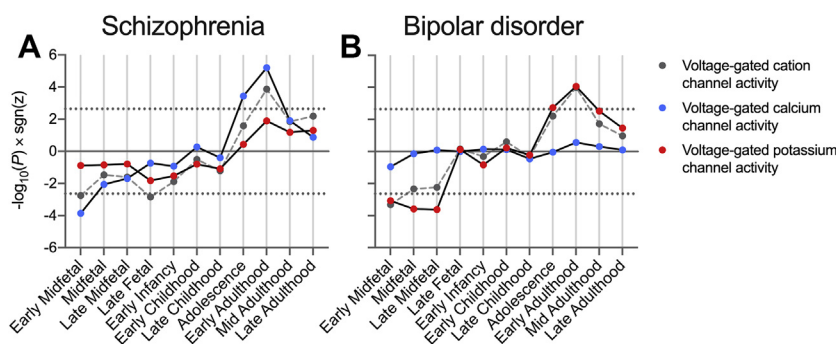 Schizophrenia
Bipolar disorder
A
B
-log10(P) × sgn(z)
6
4
2
0
-2
-4
-6
Early Midfetal
Midfetal
Late Midfetal
Late Fetal
Early Infancy
Early Childhood
Late Childhood
Adolescence
Early Adulthood
Mid Adulthood
Late Adulthood
Early Midfetal
Midfetal
Late Midfetal
Late Fetal
Early Infancy
Early Childhood
Late Childhood
Adolescence
Early Adulthood
Mid Adulthood
Late Adulthood
Voltage-gated cation
channel activity
Voltage-gated calcium
channel activity
Voltage-gated potassium
channel activity